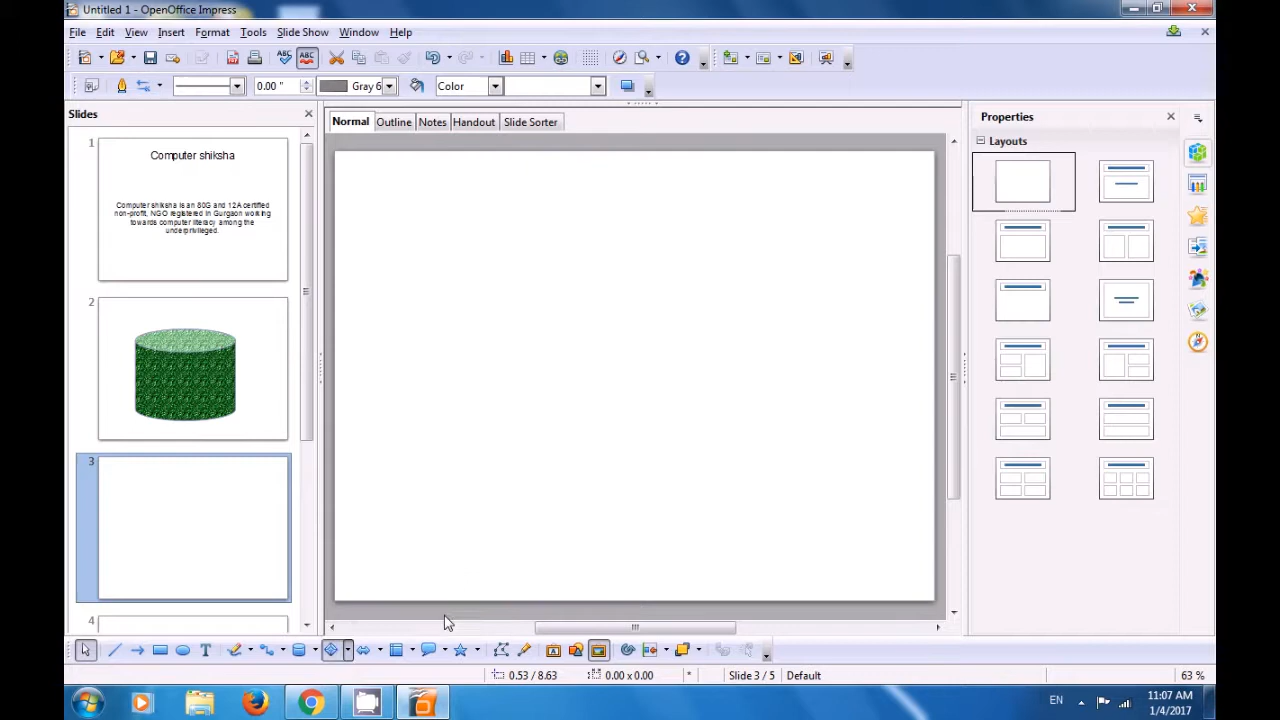 Untitled 1 - OpenOffice Impress
File Edit View Insert Format Tools Slide Show Window Help
0.00 " Gray 6 Color
Slides
Normal Outline Notes Handout Slide Sorter
Properties
Layouts
1
Computer shiksha
Computer shiksha is an 80G and 12A certified
non-profit, NGO registered in Gurgaon working
towards computer literacy among the
underprivilleged.
2
3
4
0.53 / 8.63 0.00 x 0.00 * Slide 3 / 5 Default 63 %
EN 11:07 AM
1/4/2017